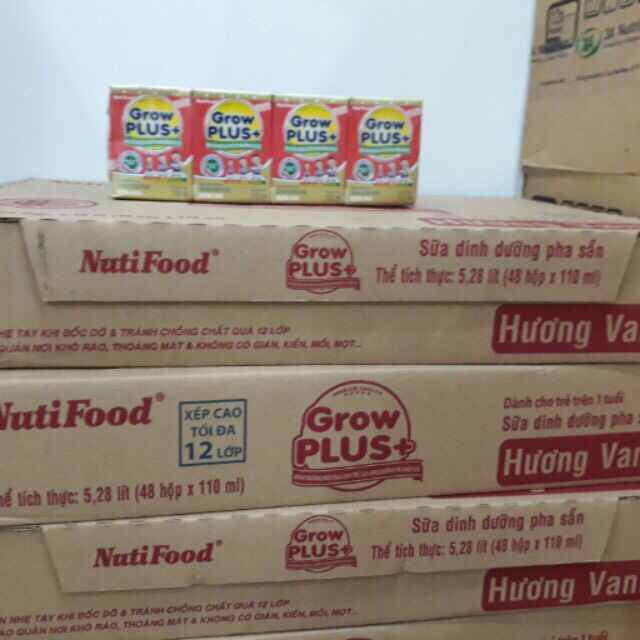 Grow
PLUS+
Grow
PLUS+
Grow
PLUS+
Grow
PLUS+
NutiFood®
Grow
PLUS+
Sữa dinh dưỡng pha sẵn
Thể tích thực: 5,28 lít (48 hộp x 110 ml)
NHẸ TAY KHI BỐC DỠ & TRÁNH CHỒNG CHẤT QUÁ 12 LỚP
QUẢN NƠI KHÔ RÁO, THOÁNG MÁT & KHÔNG CÓ GIÁN, KIẾN, MỐI, MỌT...
Hương Van
NutiFood®
XẾP CAO
TỐI ĐA
12 LỚP
Grow
PLUS+
Dành cho trẻ trên 1 tuổi
Sữa dinh dưỡng pha s
Hương Van
hể tích thực: 5,28 lít (48 hộp x 110 ml)
NutiFood®
Grow
PLUS+
Sữa dinh dưỡng pha sẵn
Thể tích thực: 5,28 lít (48 hộp x 110 ml)
N NHẸ TAY KHI BỐC DỠ & TRÁNH CHỒNG CHẤT QUÁ 12 LỚP
ẢO QUẢN NƠI KHÔ RÁO, THOÁNG MÁT & KHÔNG CÓ GIÁN, KIẾN, MỐI, MỌT...
Hương Van